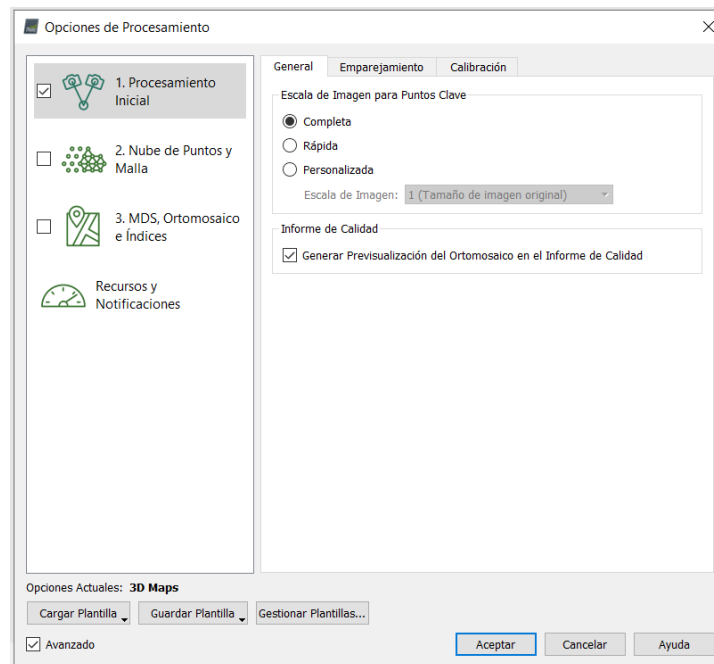 Opciones de Procesamiento
1. Procesamiento
Inicial
2. Nube de Puntos y
Malla
3. MDS, Ortomosaico
e Índices
Recursos y
Notificaciones
General
Emparejamiento
Calibración
Escala de Imagen para Puntos Clave
Completa
Rápida
Personalizada
Escala de Imagen: 1 (Tamaño de imagen original)
Informe de Calidad
Generar Previsualización del Ortomosaico en el Informe de Calidad
Opciones Actuales: 3D Maps
Cargar Plantilla
Guardar Plantilla
Gestionar Plantillas...
Avanzado
Aceptar
Cancelar
Ayuda